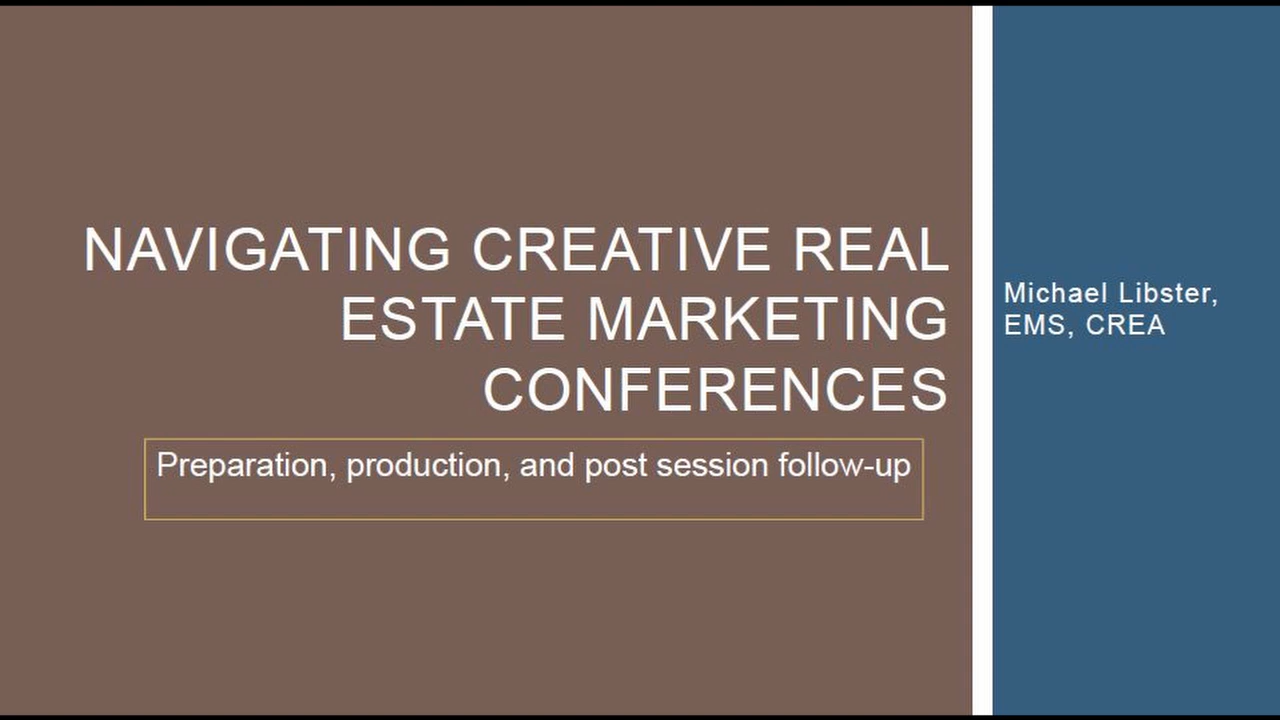 NAVIGATING CREATIVE REAL
ESTATE MARKETING
CONFERENCES
Preparation, production, and post session follow-up
Michael Libster,
EMS, CREA